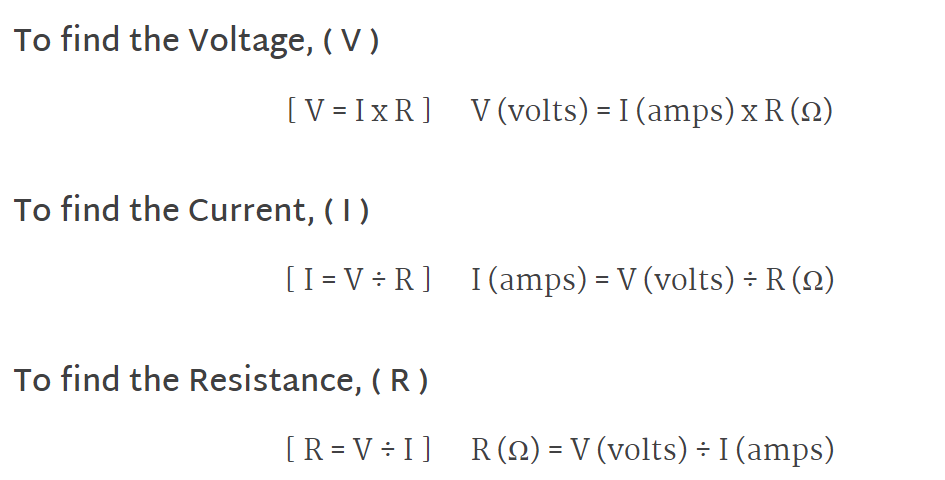 To find the Voltage, ( V )
[ V = I x R ] V (volts) = I (amps) x R (Ω)
To find the Current, ( I )
[ I = V ÷ R ] I (amps) = V (volts) ÷ R (Ω)
To find the Resistance, ( R )
[ R = V ÷ I ] R (Ω) = V (volts) ÷ I (amps)